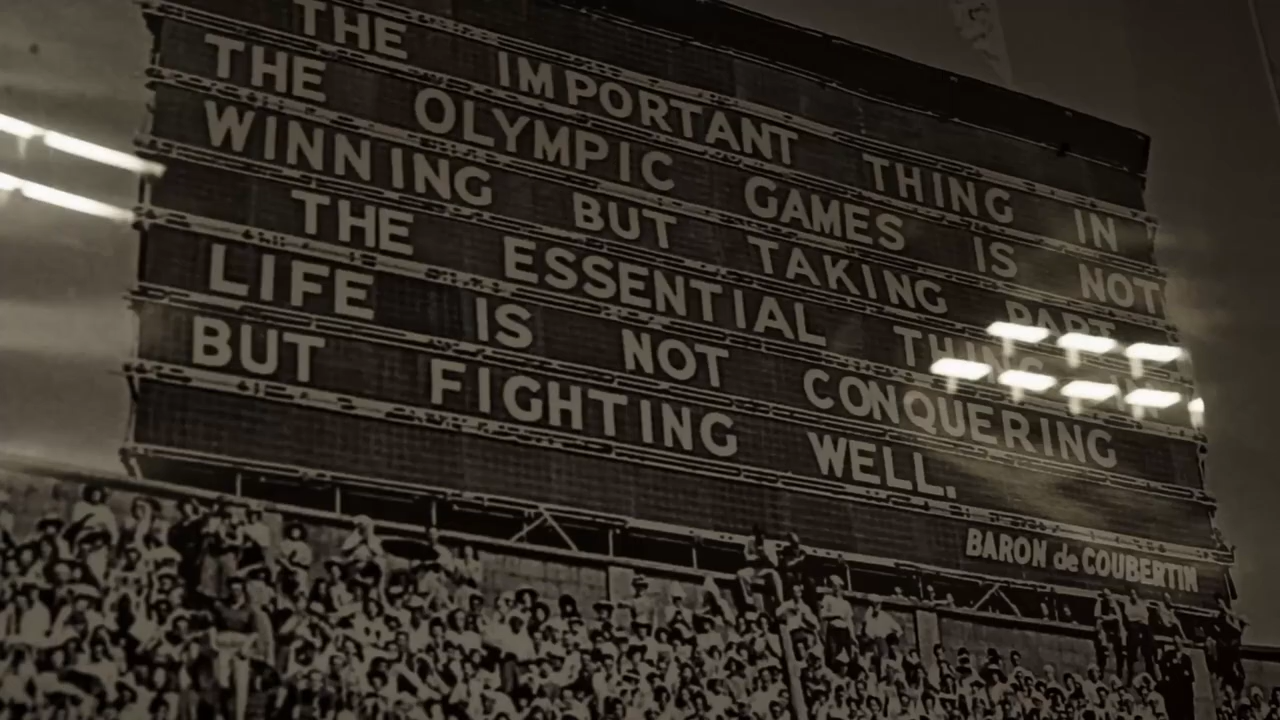 THE IMPORTANT THING IN
THE OLYMPIC GAMES IS NOT
WINNING BUT TAKING PART
THE ESSENTIAL THING
LIFE IS NOT CONQUERING
BUT FIGHTING WELL.
BARON de COUBERTIN